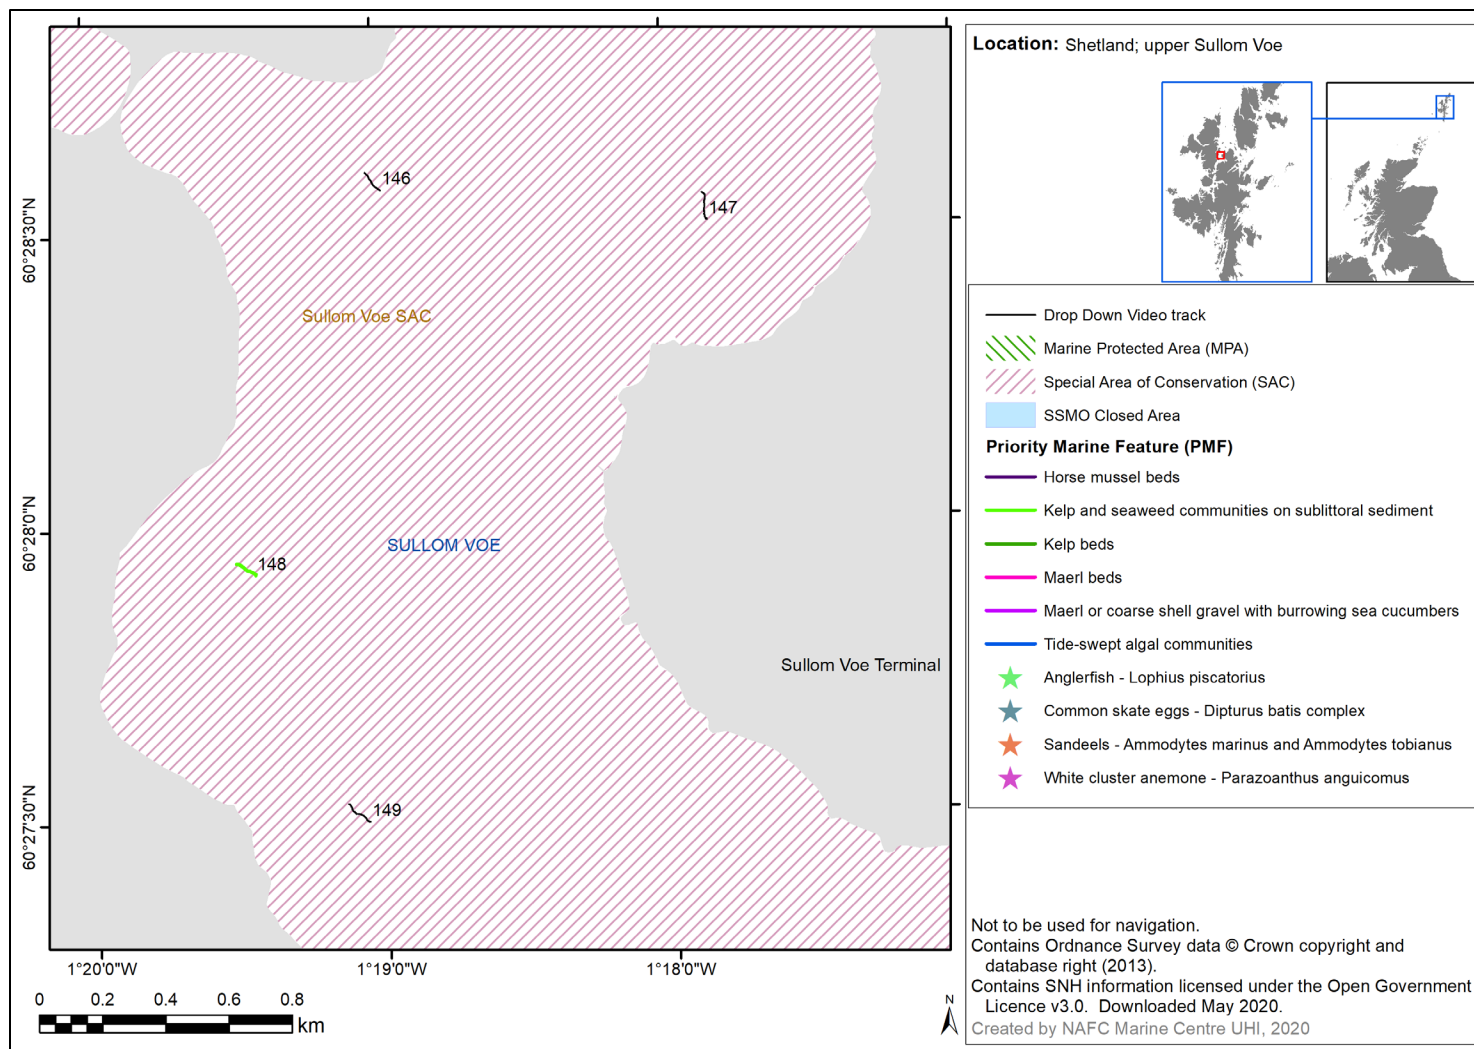 146
147
60°28'30"N
Sullom Voe SAC
60°28'0"N
SULLOM VOE
148
Sullom Voe Terminal
149
60°27'30"N
1°20'0"W
1°19'0"W
1°18'0"W
0 0.2 0.4 0.6 0.8
km
N
Location: Shetland; upper Sullom Voe
Drop Down Video track
Marine Protected Area (MPA)
Special Area of Conservation (SAC)
SSMO Closed Area
Priority Marine Feature (PMF)
Horse mussel beds
Kelp and seaweed communities on sublittoral sediment
Kelp beds
Maerl beds
Maerl or coarse shell gravel with burrowing sea cucumbers
Tide-swept algal communities
Anglerfish - Lophius piscatorius
Common skate eggs - Dipturus batis complex
Sandeels - Ammodytes marinus and Ammodytes tobianus
White cluster anemone - Parazoanthus anguicomus
Not to be used for navigation.
Contains Ordnance Survey data © Crown copyright and
database right (2013).
Contains SNH information licensed under the Open Government
Licence v3.0. Downloaded May 2020.
Created by NAFC Marine Centre UHI, 2020